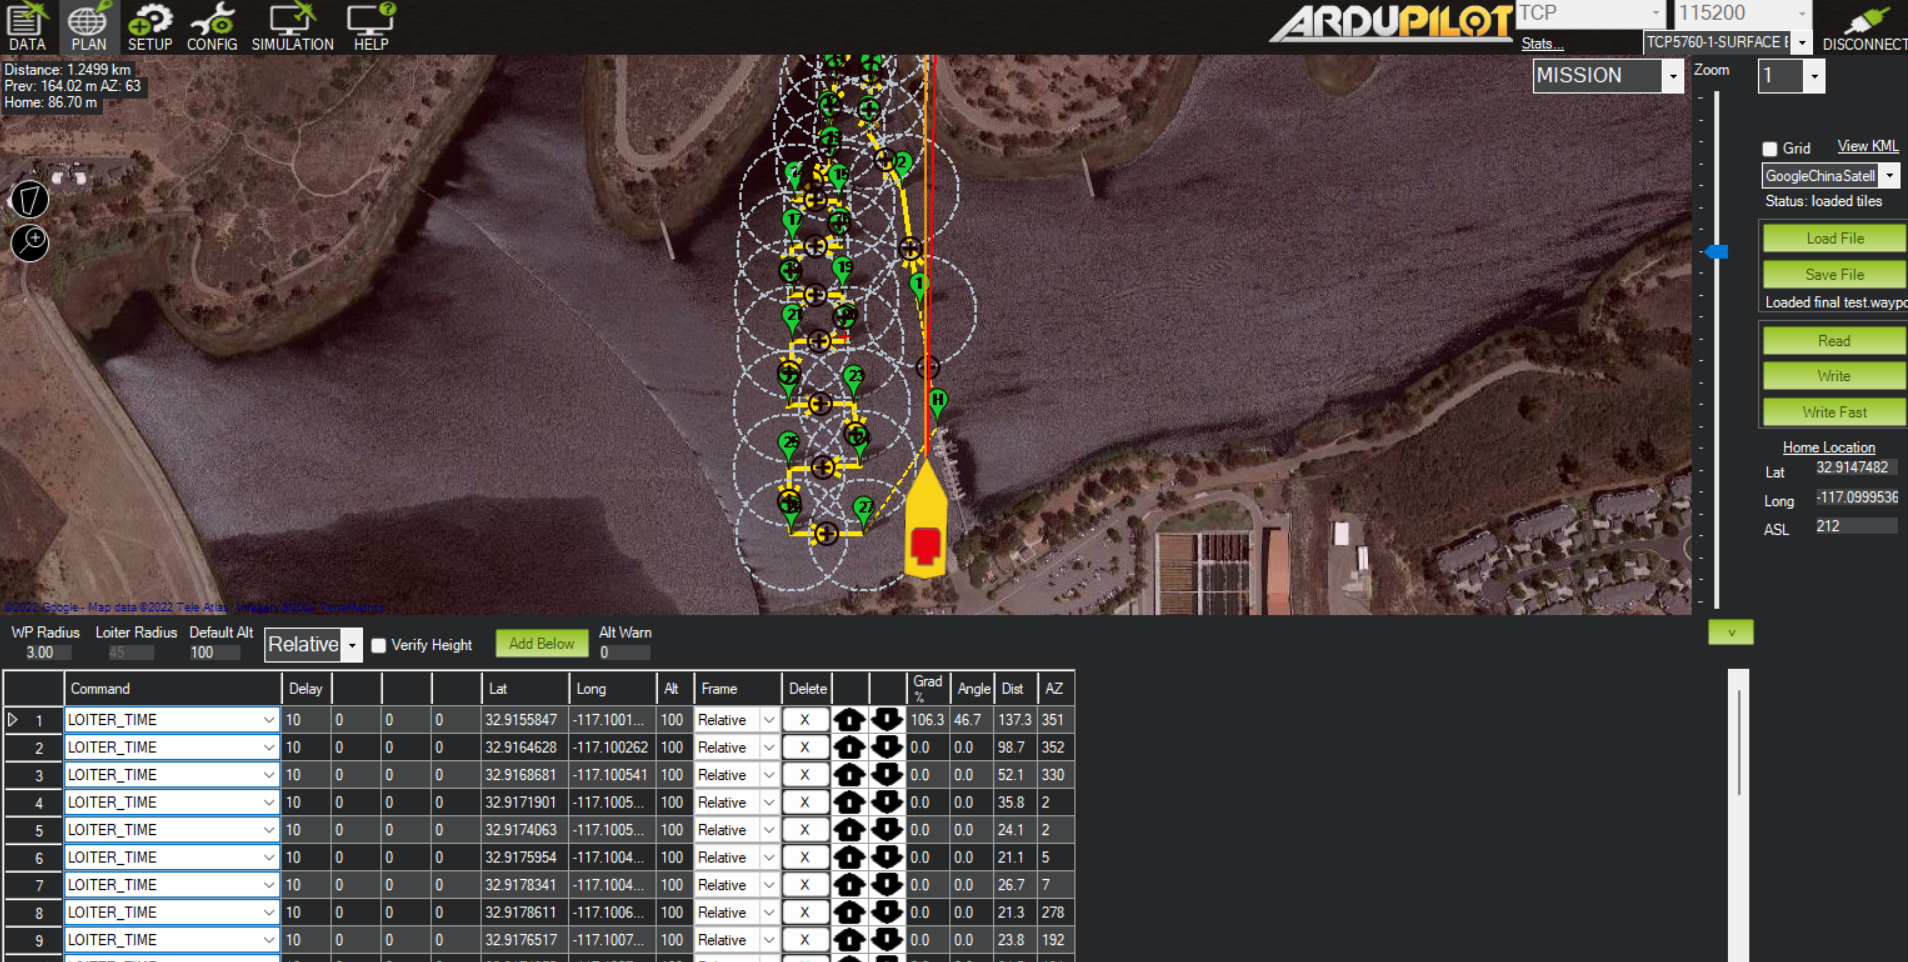 DATA PLAN SETUP CONFIG SIMULATION HELP
ARDUPILOT
TCP 115200
Stats... TCP5760-1-SURFACE DISCONNECT
Distance: 1.2499 km
Prev: 164.02 m AZ: 63
Home: 86.70 m
MISSION
Zoom 1
2
15
17
19
1
21
23
H
25
27
Grid View KML
GoogleChinaSatell
Status: loaded tiles
Load File
Save File
Loaded final test.waypo
Read
Write
Write Fast
Home Location
Lat 32.9147482
Long -117.0999536
ASL 212
©2022 Google - Map data ©2022 Tele Atlas, Imagery ©2022 TerraMetrics
WP Radius Loiter Radius Default Alt Alt Warn
3.00 45 100 Relative Verify Height Add Below 0
v
Command Delay Lat Long Alt Frame Delete Grad % Angle Dist AZ
1 LOITER_TIME 10 0 0 0 32.9155847 -117.1001... 100 Relative X 106.3 46.7 137.3 351
2 LOITER_TIME 10 0 0 0 32.9164628 -117.100262 100 Relative X 0.0 0.0 98.7 352
3 LOITER_TIME 10 0 0 0 32.9168681 -117.100541 100 Relative X 0.0 0.0 52.1 330
4 LOITER_TIME 10 0 0 0 32.9171901 -117.1005... 100 Relative X 0.0 0.0 35.8 2
5 LOITER_TIME 10 0 0 0 32.9174063 -117.1005... 100 Relative X 0.0 0.0 24.1 2
6 LOITER_TIME 10 0 0 0 32.9175954 -117.1004... 100 Relative X 0.0 0.0 21.1 5
7 LOITER_TIME 10 0 0 0 32.9178341 -117.1004... 100 Relative X 0.0 0.0 26.7 7
8 LOITER_TIME 10 0 0 0 32.9178611 -117.1006... 100 Relative X 0.0 0.0 21.3 278
9 LOITER_TIME 10 0 0 0 32.9176517 -117.1007... 100 Relative X 0.0 0.0 23.8 192